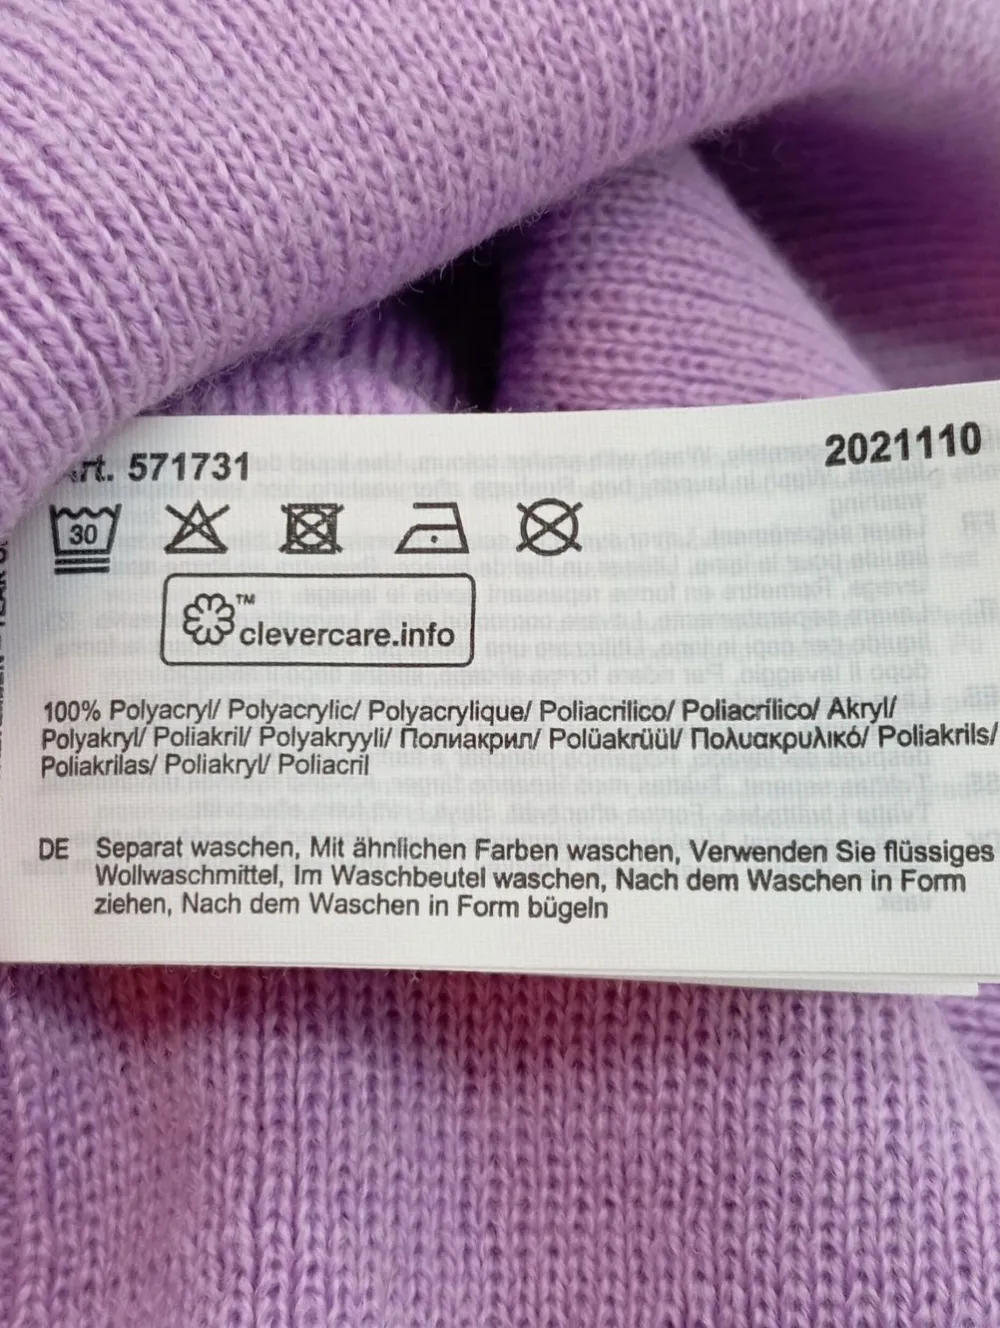 Art. 571731
2021110
30
™
clevercare.info
100% Polyacryl/ Polyacrylic/ Polyacrylique/ Poliacrilico/ Poliacrílico/ Akryl/
Polyakryl/ Poliakril/ Polyakryyli/ Полиакрил/ Polüakrüül/ Πολυακρυλικό/ Poliakrils/
Poliakrilas/ Poliakryl/ Poliacril
DE Separat waschen, Mit ähnlichen Farben waschen, Verwenden Sie flüssiges
Wollwaschmittel, Im Waschbeutel waschen, Nach dem Waschen in Form
ziehen, Nach dem Waschen in Form bügeln